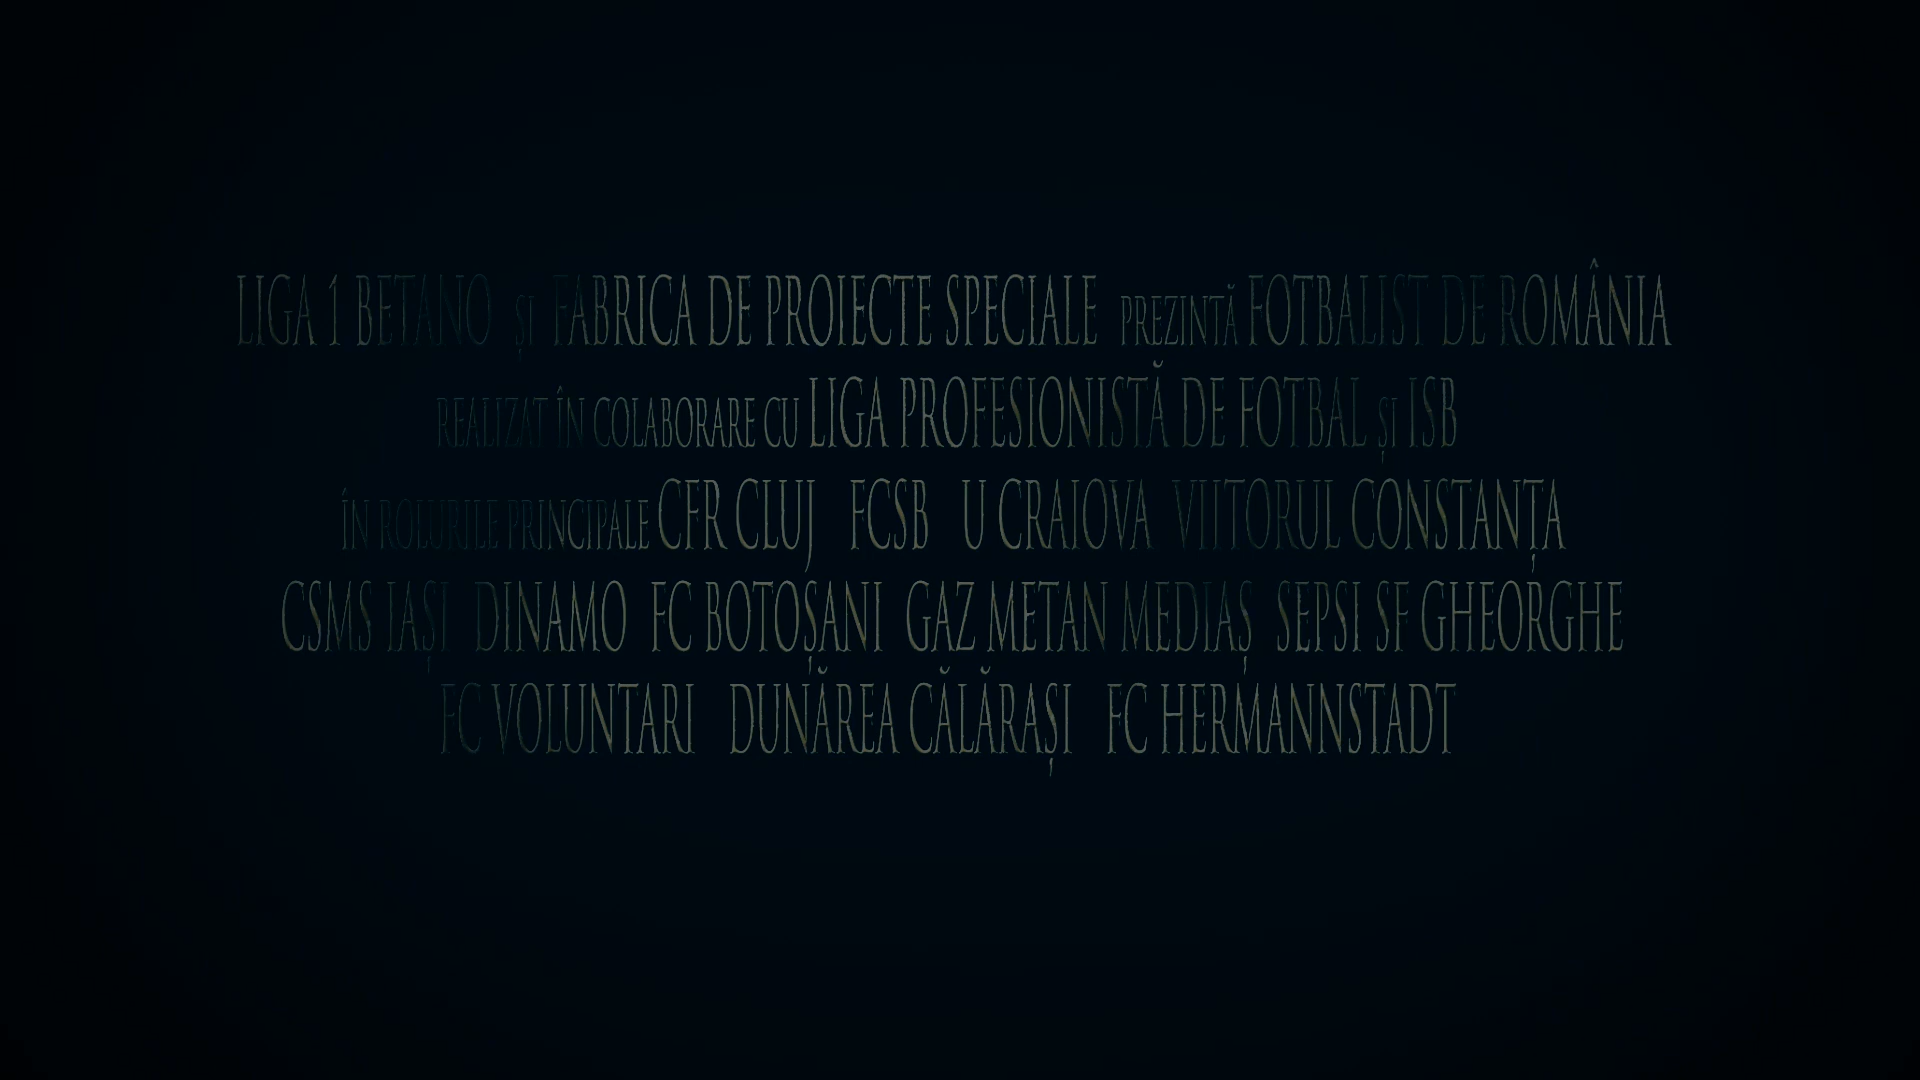 LIGA 1 BETANO ȘI FABRICA DE PROIECTE SPECIALE PREZINTĂ FOTBALIST DE ROMÂNIA
REALIZAT ÎN COLABORARE CU LIGA PROFESIONISTĂ DE FOTBAL ȘI ISB
ÎN ROLURILE PRINCIPALE CFR CLUJ FCSB U CRAIOVA VIITORUL CONSTANȚA
CSMS IAȘI DINAMO FC BOTOȘANI GAZ METAN MEDIAȘ SEPSI SF GHEORGHE
FC VOLUNTARI DUNĂREA CĂLĂRAȘI FC HERMANNSTADT